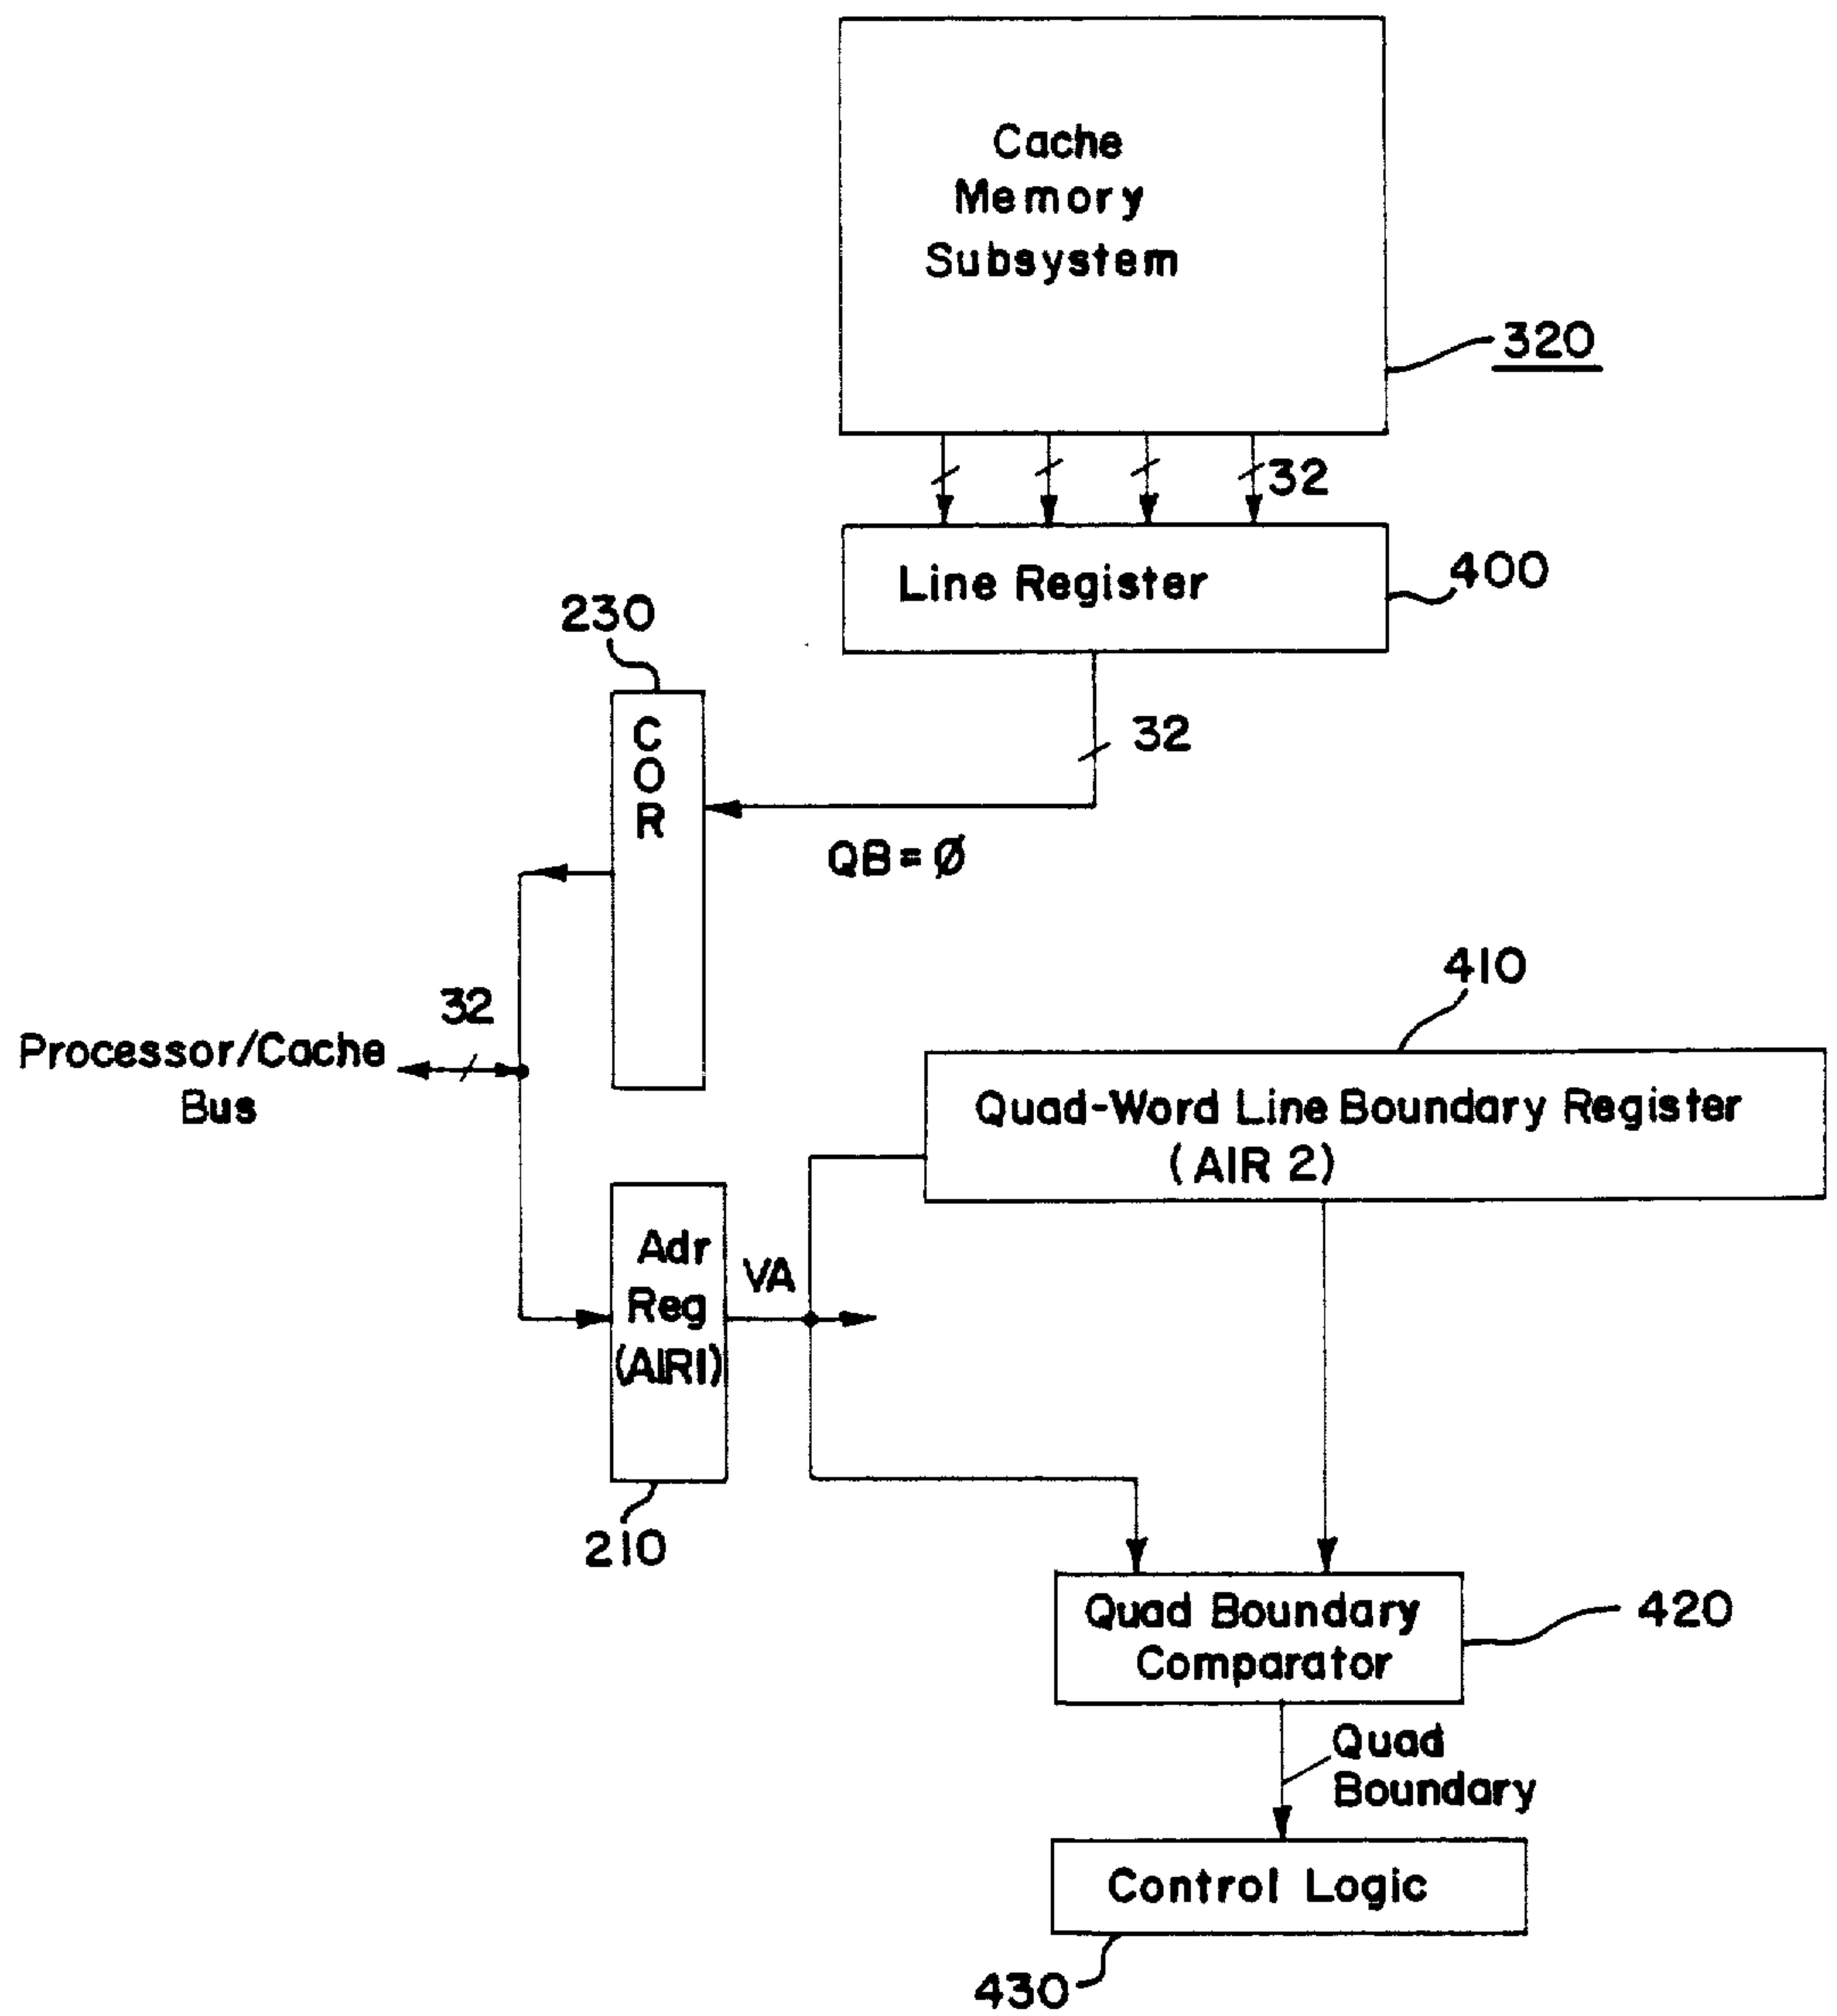 Cache
Memory
Subsystem
320
32
Line Register
400
230
C
O
R
32
QB = Ø
410
32
Processor/Cache
Bus
Quad-Word Line Boundary Register
(AIR 2)
Adr
Reg
(AIR1)
VA
210
Quad Boundary
Comparator
420
Quad
Boundary
Control Logic
430